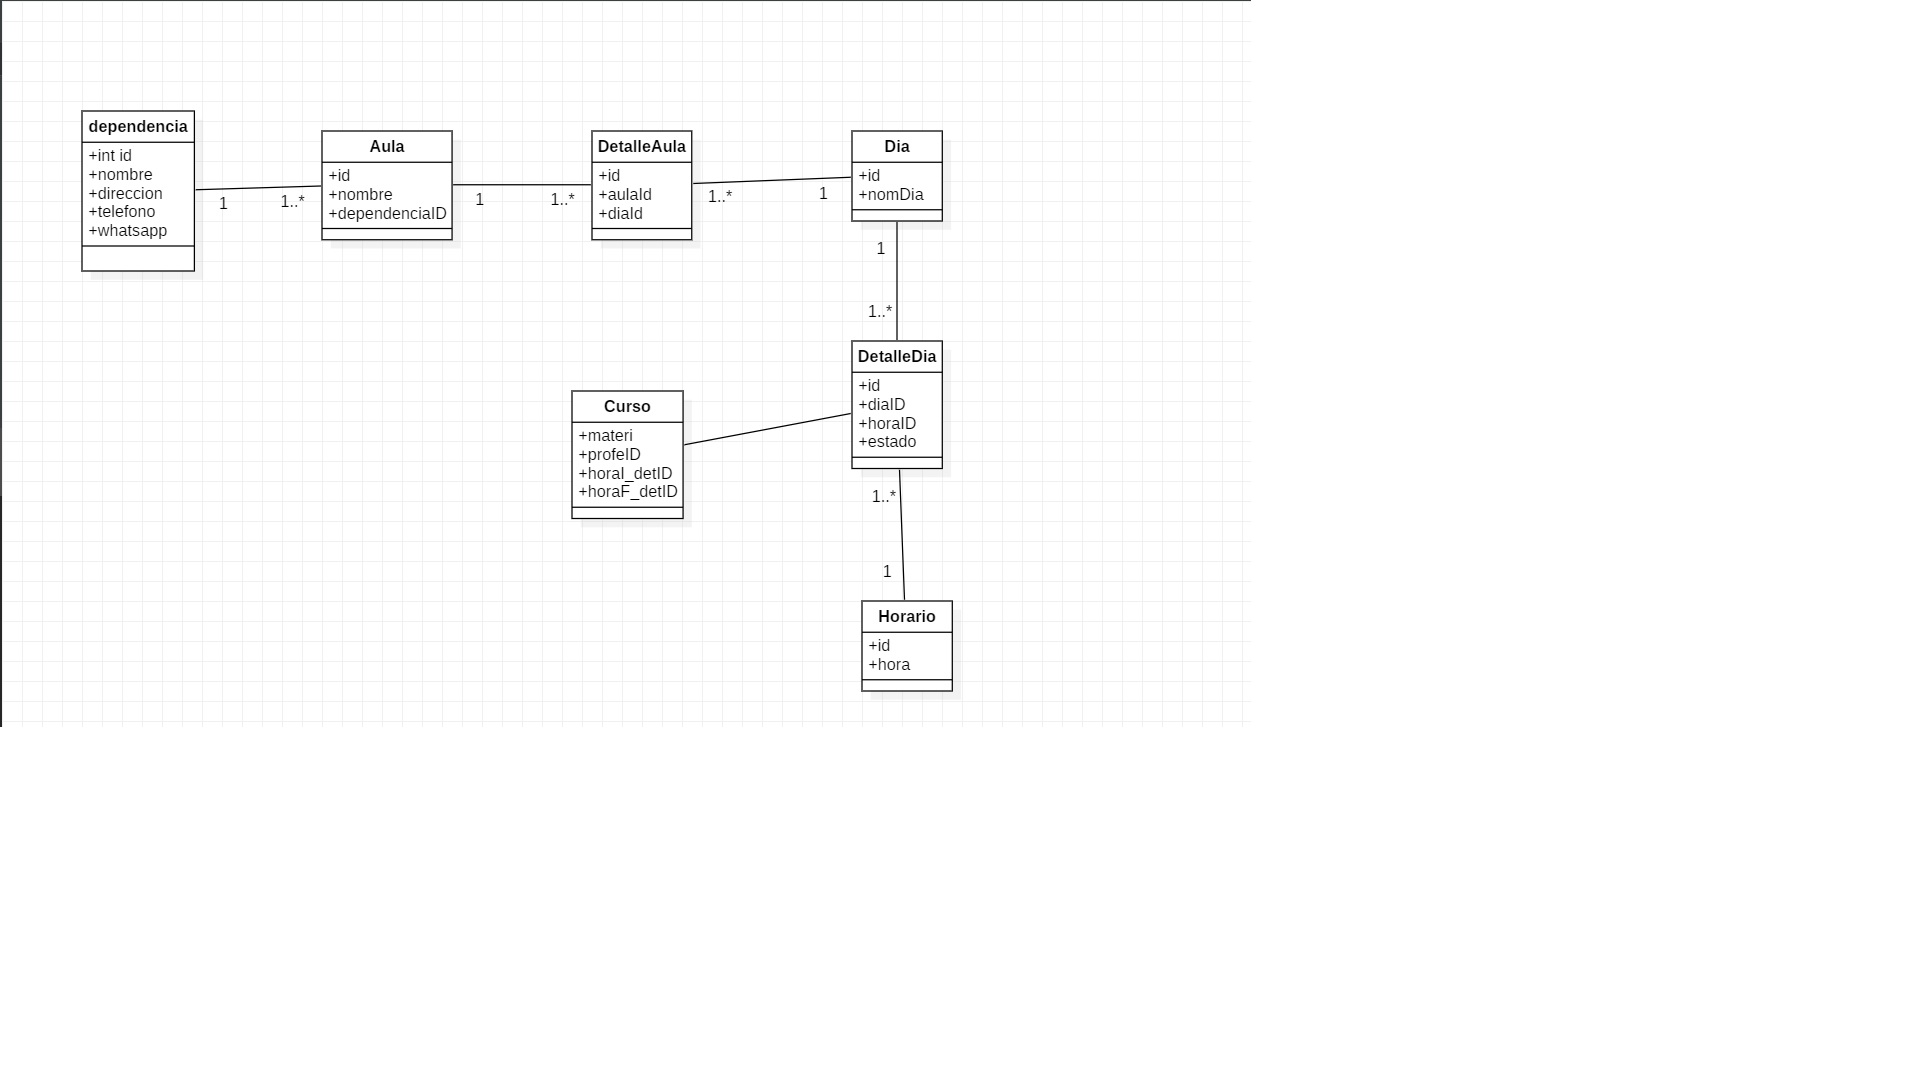 dependencia
+int id
+nombre
+direccion
+telefono
+whatsapp
1
1..*
Aula
+id
+nombre
+dependenciaID
1
1..*
DetalleAula
+id
+aulaId
+diaId
1..*
1
Dia
+id
+nomDia
1
1..*
DetalleDia
+id
+diaID
+horaID
+estado
Curso
+materi
+profeID
+horaI_detID
+horaF_detID
1..*
1
Horario
+id
+hora